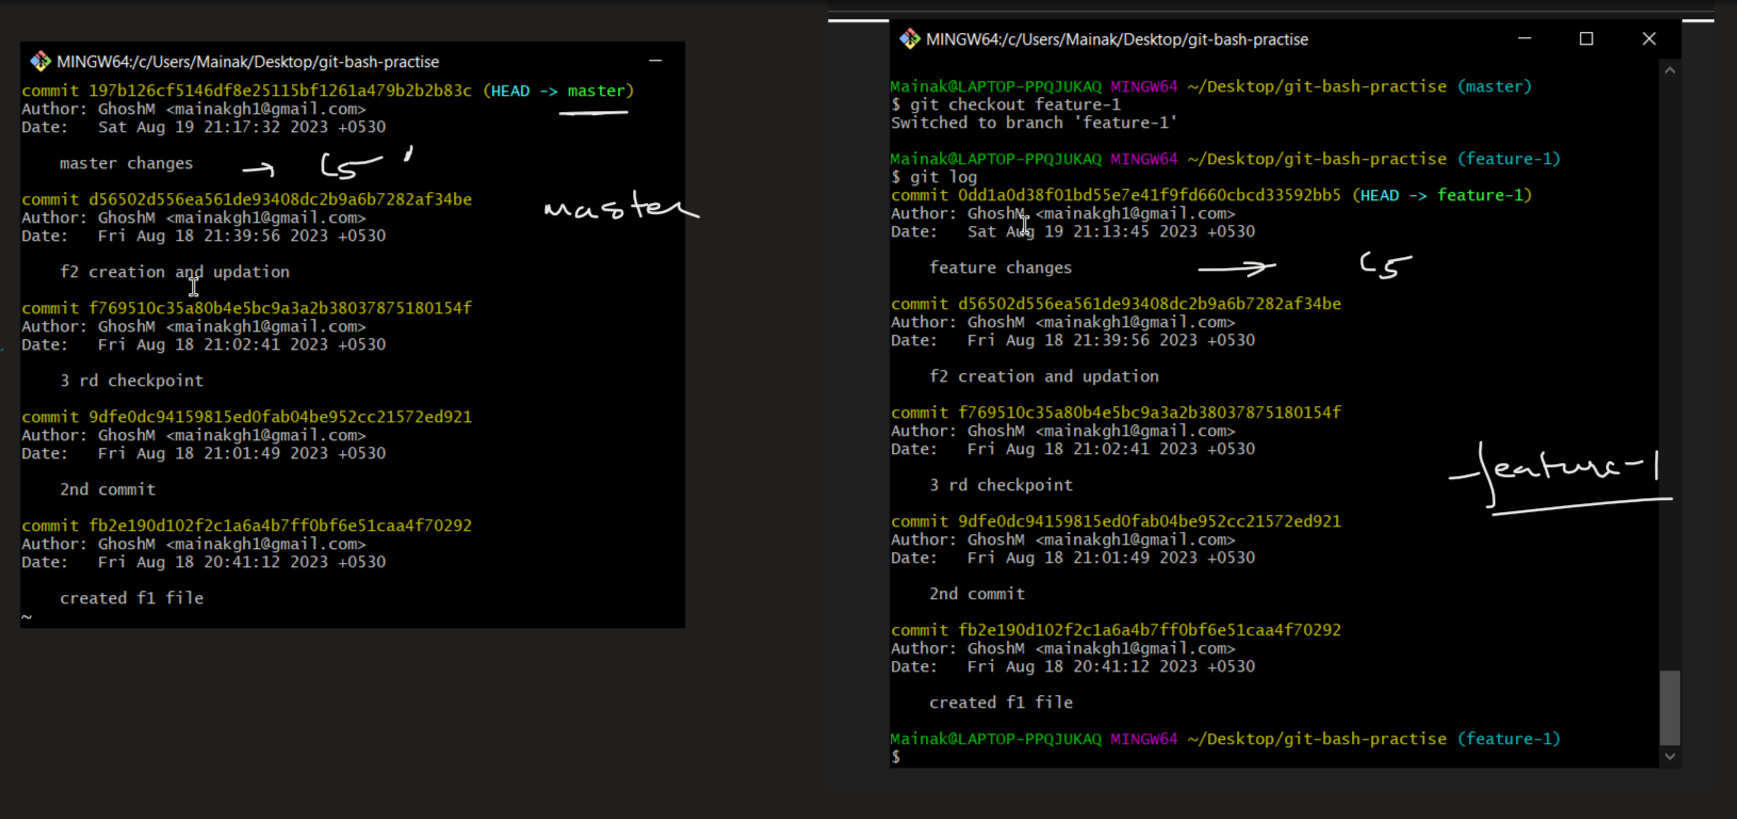 MINGW64:/c/Users/Mainak/Desktop/git-bash-practise
commit 197b126cf5146df8e25115bf1261a479b2b2b83c (HEAD -> master)
Author: GhoshM <mainakgh1@gmail.com>
Date:   Sat Aug 19 21:17:32 2023 +0530
master changes → C5'
commit d56502d556ea561de93408dc2b9a6b7282af34be
master
Author: GhoshM <mainakgh1@gmail.com>
Date:   Fri Aug 18 21:39:56 2023 +0530
f2 creation and updation
commit f769510c35a80b4e5bc9a3a2b38037875180154f
Author: GhoshM <mainakgh1@gmail.com>
Date:   Fri Aug 18 21:02:41 2023 +0530
3 rd checkpoint
commit 9dfe0dc94159815ed0fab04be952cc21572ed921
Author: GhoshM <mainakgh1@gmail.com>
Date:   Fri Aug 18 21:01:49 2023 +0530
2nd commit
commit fb2e190d102f2c1a6a4b7ff0bf6e51caa4f70292
Author: GhoshM <mainakgh1@gmail.com>
Date:   Fri Aug 18 20:41:12 2023 +0530
created f1 file
~
MINGW64:/c/Users/Mainak/Desktop/git-bash-practise
Mainak@LAPTOP-PPQJUKAQ MINGW64 ~/Desktop/git-bash-practise (master)
$ git checkout feature-1
Switched to branch 'feature-1'
Mainak@LAPTOP-PPQJUKAQ MINGW64 ~/Desktop/git-bash-practise (feature-1)
$ git log
commit 0dd1a0d38f01bd55e7e41f9fd660cbcd33592bb5 (HEAD -> feature-1)
Author: GhoshM <mainakgh1@gmail.com>
Date:   Sat Aug 19 21:13:45 2023 +0530
feature changes → C5
commit d56502d556ea561de93408dc2b9a6b7282af34be
Author: GhoshM <mainakgh1@gmail.com>
Date:   Fri Aug 18 21:39:56 2023 +0530
f2 creation and updation
commit f769510c35a80b4e5bc9a3a2b38037875180154f
Author: GhoshM <mainakgh1@gmail.com>
Date:   Fri Aug 18 21:02:41 2023 +0530
feature-1
3 rd checkpoint
commit 9dfe0dc94159815ed0fab04be952cc21572ed921
Author: GhoshM <mainakgh1@gmail.com>
Date:   Fri Aug 18 21:01:49 2023 +0530
2nd commit
commit fb2e190d102f2c1a6a4b7ff0bf6e51caa4f70292
Author: GhoshM <mainakgh1@gmail.com>
Date:   Fri Aug 18 20:41:12 2023 +0530
created f1 file
Mainak@LAPTOP-PPQJUKAQ MINGW64 ~/Desktop/git-bash-practise (feature-1)
$